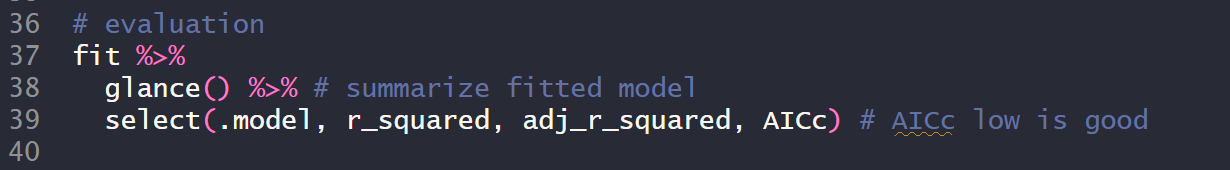 36 # evaluation
37 fit %>%
38   glance() %>% # summarize fitted model
39   select(.model, r_squared, adj_r_squared, AICc) # AICc low is good
40